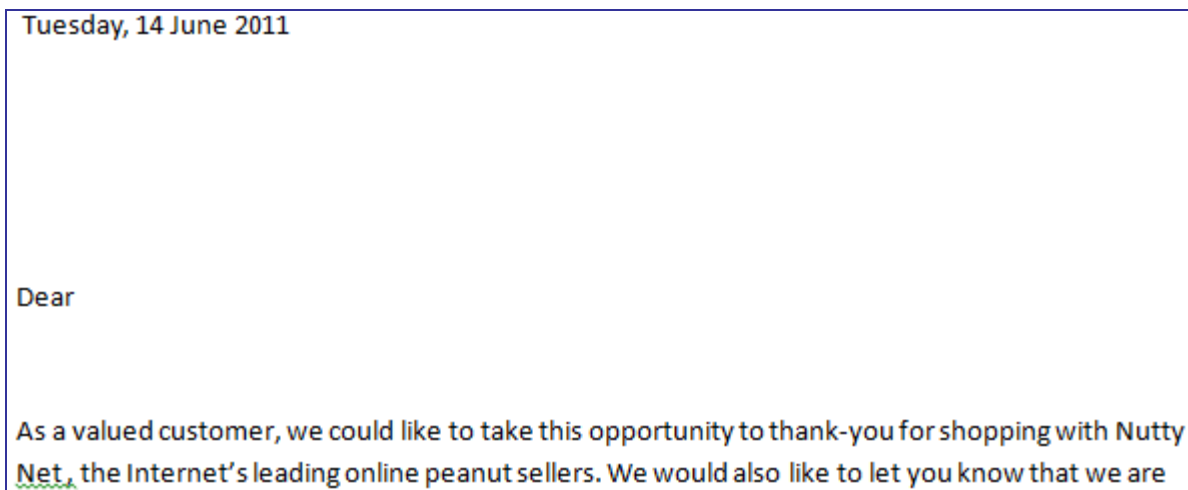 Tuesday, 14 June 2011
Dear
As a valued customer, we could like to take this opportunity to thank-you for shopping with Nutty
Net, the Internet’s leading online peanut sellers. We would also like to let you know that we are